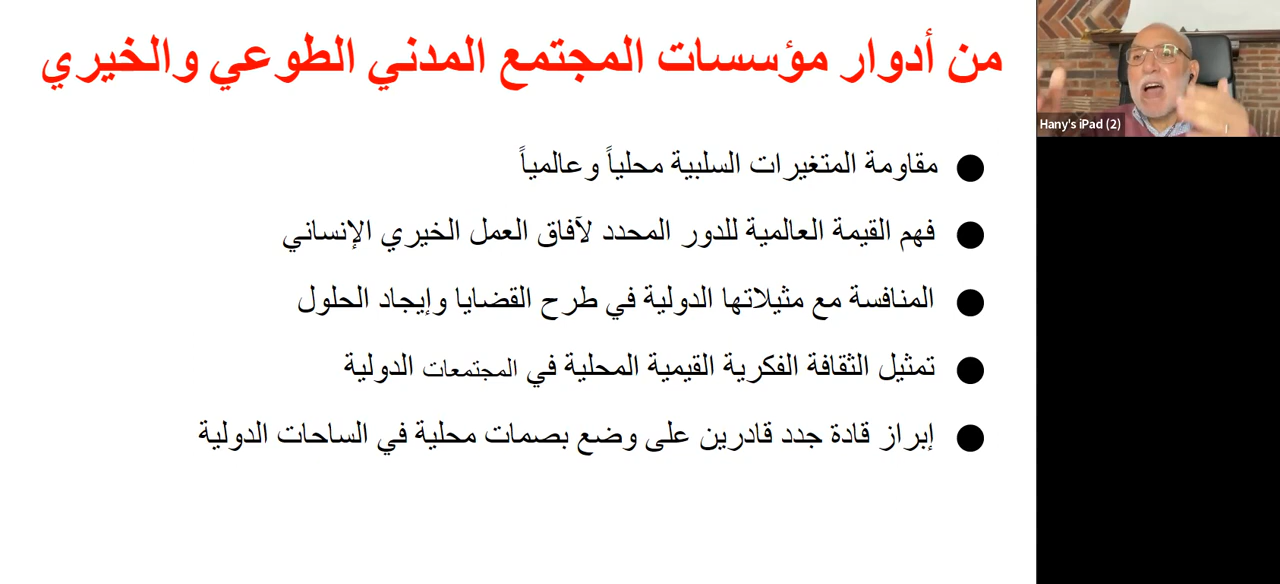 من أدوار مؤسسات المجتمع المدني الطوعي والخيري
● مقاومة المتغيرات السلبية محلياً وعالمياً
● فهم القيمة العالمية للدور المحدد لآفاق العمل الخيري الإنساني
● المنافسة مع مثيلاتها الدولية في طرح القضايا وإيجاد الحلول
● تمثيل الثقافة الفكرية القيمية المحلية في المجتمعات الدولية
● إبراز قادة جدد قادرين على وضع بصمات محلية في الساحات الدولية
Hany's iPad (2)